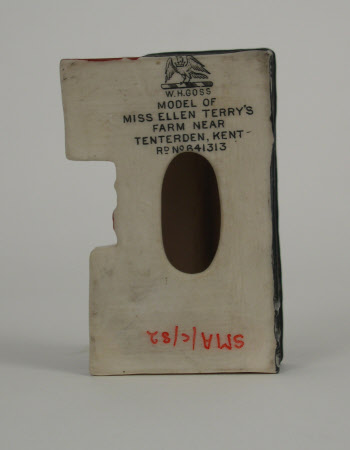 W.H.GOSS
MODEL OF
MISS ELLEN TERRY'S
FARM NEAR
TENTERDEN, KENT
RD NO 641313
SMA/c/82